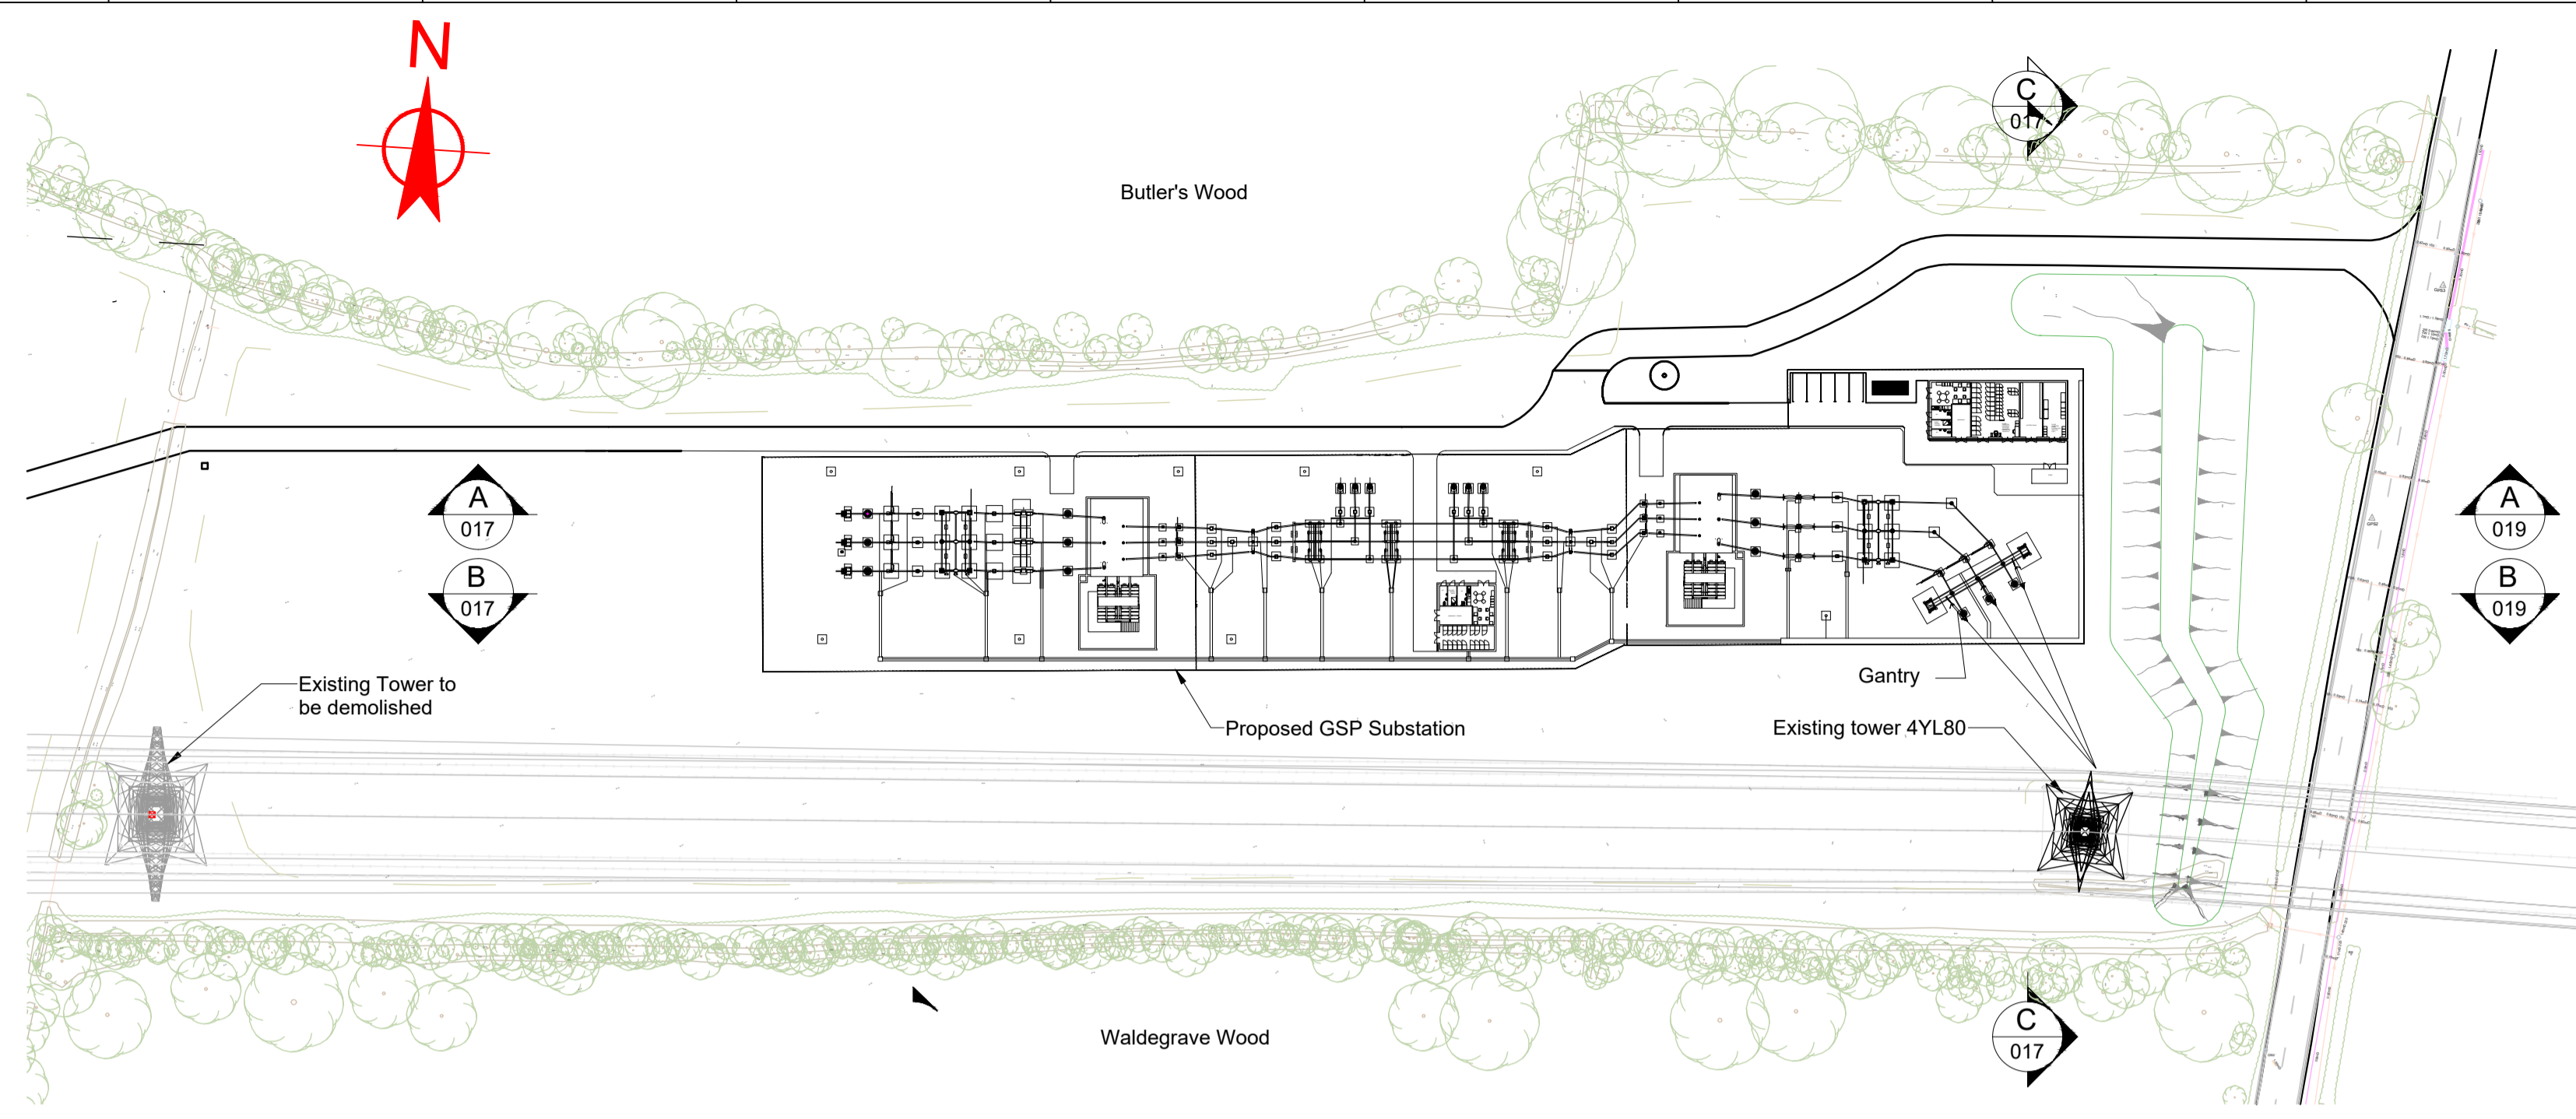 N
C
017
Butler's Wood
A
017
B
017
A
019
B
019
Existing Tower to
be demolished
Gantry
Proposed GSP Substation
Existing tower 4YL80
C
017
Waldegrave Wood